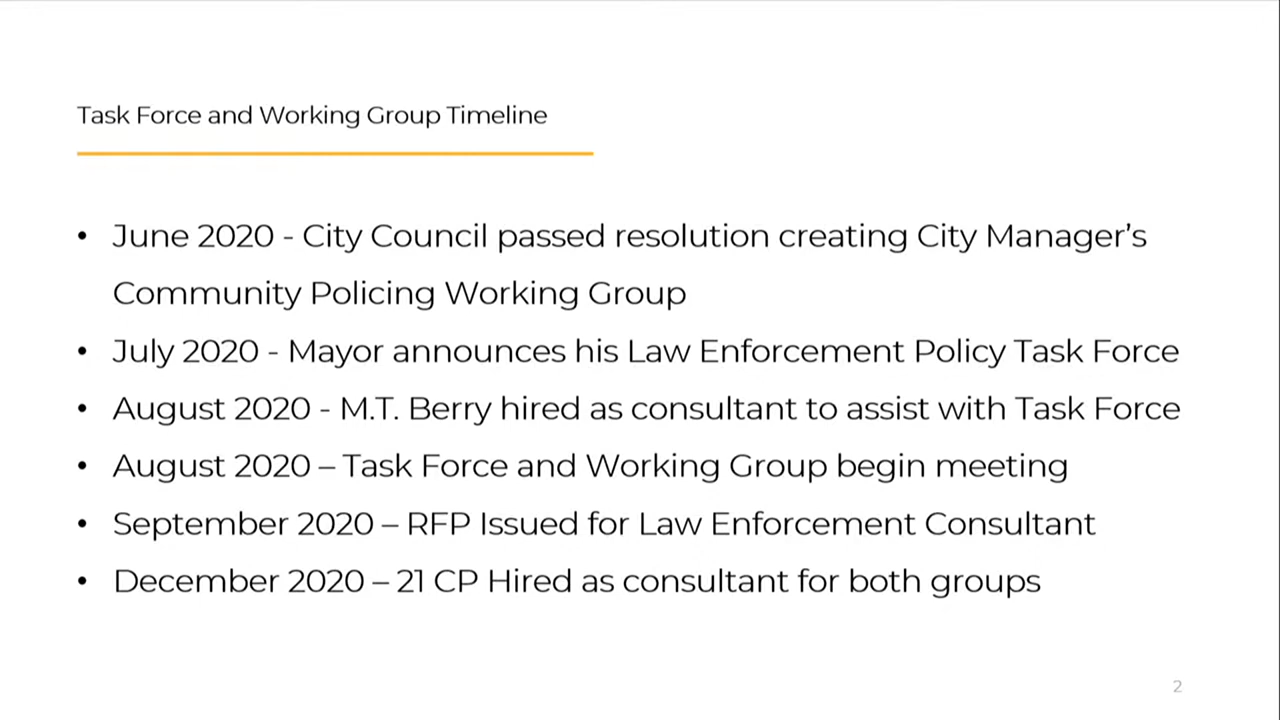 Task Force and Working Group Timeline
• June 2020 - City Council passed resolution creating City Manager’s
Community Policing Working Group
• July 2020 - Mayor announces his Law Enforcement Policy Task Force
• August 2020 - M.T. Berry hired as consultant to assist with Task Force
• August 2020 – Task Force and Working Group begin meeting
• September 2020 – RFP Issued for Law Enforcement Consultant
• December 2020 – 21 CP Hired as consultant for both groups
2